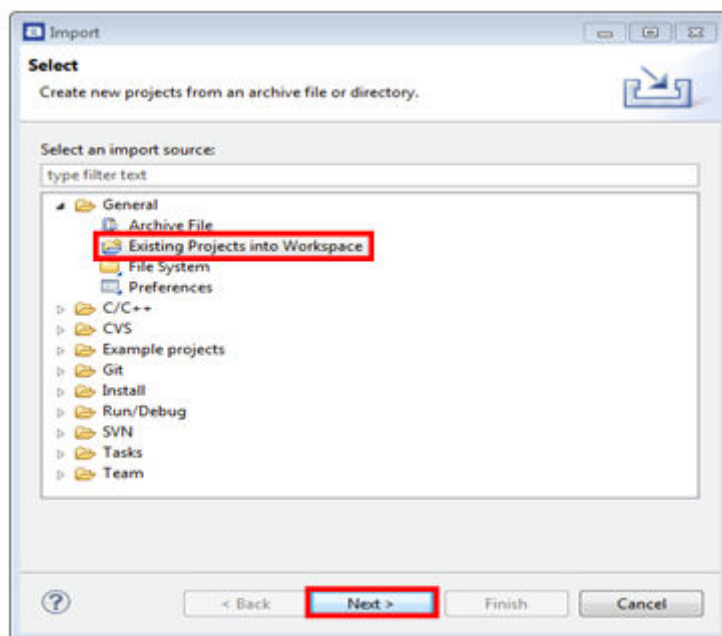 Import
Select
Create new projects from an archive file or directory.
Select an import source:
type filter text
General
Archive File
Existing Projects into Workspace
File System
Preferences
C/C++
CVS
Example projects
Git
Install
Run/Debug
SVN
Tasks
Team
? < Back Next > Finish Cancel